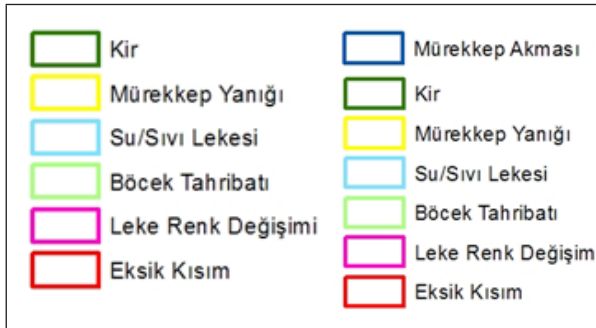 Kir
Mürekkep Yanığı
Su/Sıvı Lekesi
Böcek Tahribatı
Leke Renk Değişimi
Eksik Kısım
Mürekkep Akması
Kir
Mürekkep Yanığı
Su/Sıvı Lekesi
Böcek Tahribatı
Leke Renk Değişim
Eksik Kısım